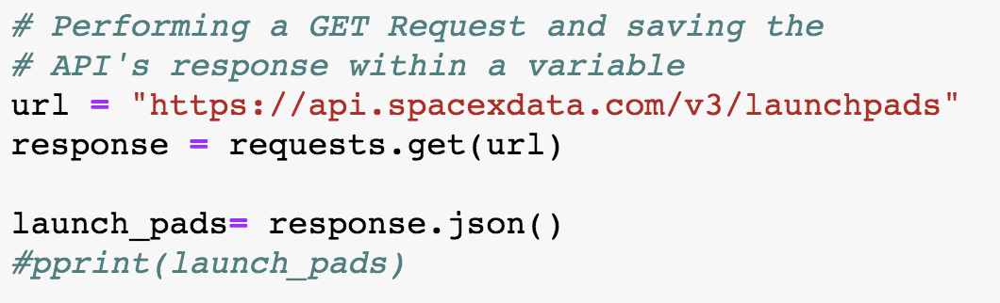 # Performing a GET Request and saving the
# API's response within a variable
url = "https://api.spacexdata.com/v3/launchpads"
response = requests.get(url)
launch_pads= response.json()
#pprint(launch_pads)